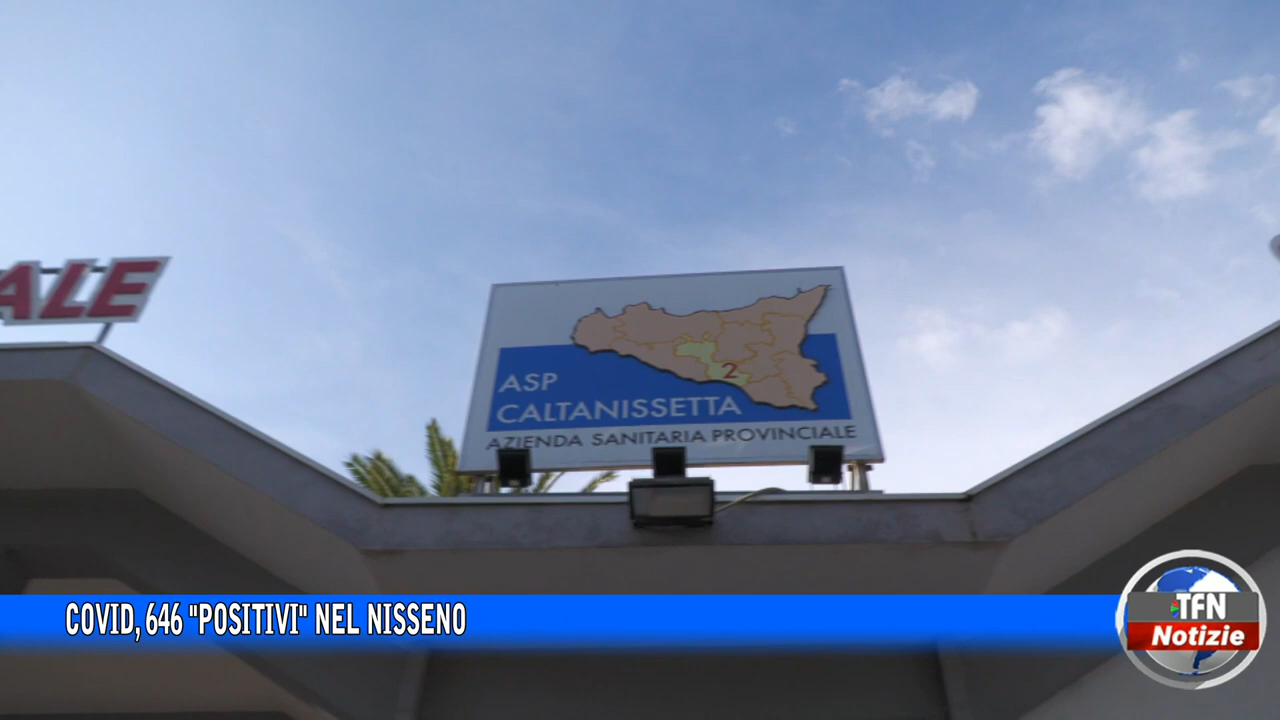 ALE
2
ASP
CALTANISSETTA
AZIENDA SANITARIA PROVINCIALE
COVID, 646 "POSITIVI" NEL NISSENO
TFN
Notizie